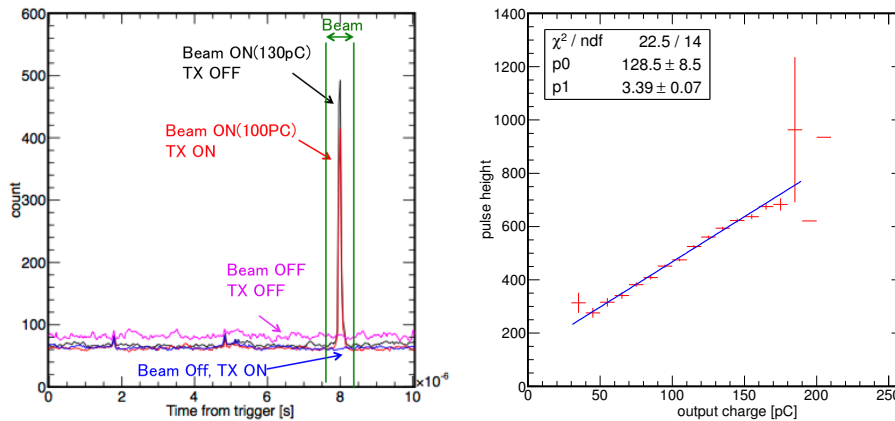 600
500
400
300
200
100
0
count
0 2 4 6 8 10
×10⁻⁶
Time from trigger [s]
Beam
Beam ON(130pC)
TX OFF
Beam ON(100PC)
TX ON
Beam OFF
TX OFF
Beam Off, TX ON
1400
1200
1000
800
600
400
200
0
pulse height
0 50 100 150 200 250
output charge [pC]
χ² / ndf 22.5 / 14
p0 128.5 ± 8.5
p1 3.39 ± 0.07